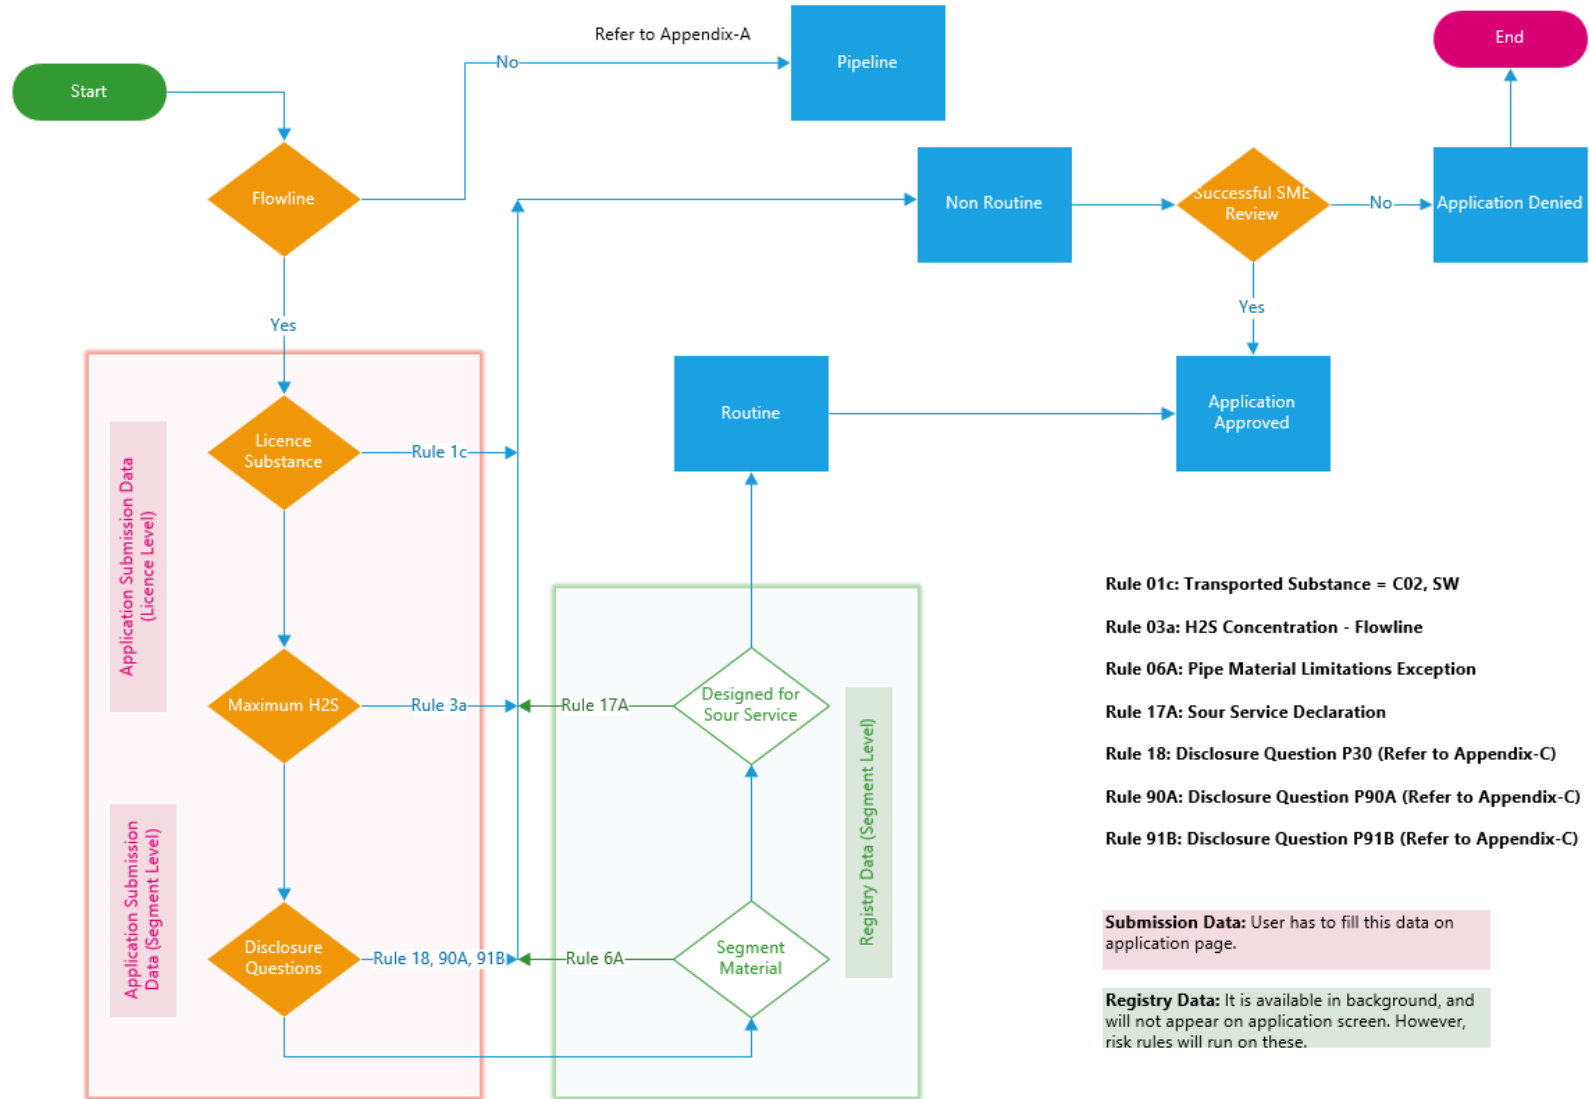 Refer to Appendix-A
End
Start
No
Pipeline
Flowline
Non Routine
Successful SME
Review
No
Application Denied
Yes
Yes
Routine
Application
Approved
Licence
Substance
Rule 1c
Application Submission Data
(Licence Level)
Maximum H2S
Rule 3a
Rule 17A
Designed for
Sour Service
Registry Data (Segment Level)
Application Submission
Data (Segment Level)
Disclosure
Questions
Rule 18, 90A, 91B
Rule 6A
Segment
Material
Rule 01c: Transported Substance = C02, SW
Rule 03a: H2S Concentration - Flowline
Rule 06A: Pipe Material Limitations Exception
Rule 17A: Sour Service Declaration
Rule 18: Disclosure Question P30 (Refer to Appendix-C)
Rule 90A: Disclosure Question P90A (Refer to Appendix-C)
Rule 91B: Disclosure Question P91B (Refer to Appendix-C)
Submission Data: User has to fill this data on
application page.
Registry Data: It is available in background, and
will not appear on application screen. However,
risk rules will run on these.